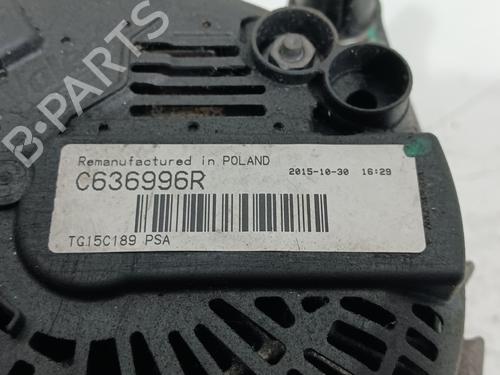 B-PARTS
Remanufactured in POLAND
2015-10-30 16:29
C636996R
TG15C189 PSA